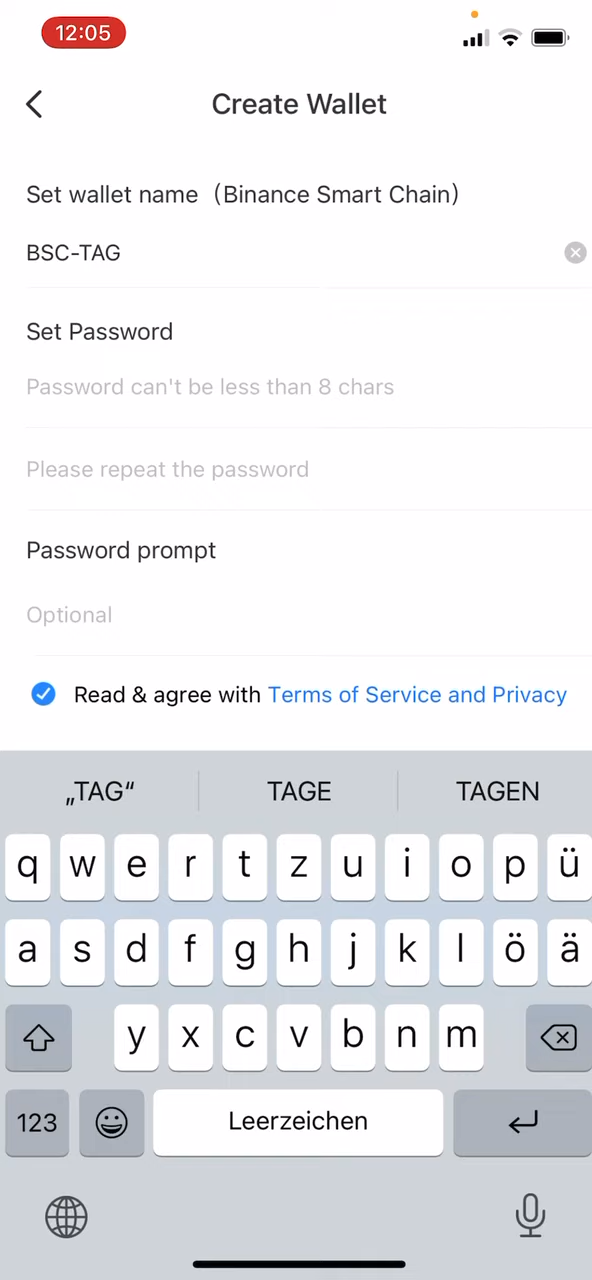 12:05
Create Wallet
Set wallet name（Binance Smart Chain）
BSC-TAG
Set Password
Password can't be less than 8 chars
Please repeat the password
Password prompt
Optional
Read & agree with Terms of Service and Privacy
„TAG“ TAGE TAGEN
q w e r t z u i o p ü
a s d f g h j k l ö ä
y x c v b n m
123 Leerzeichen